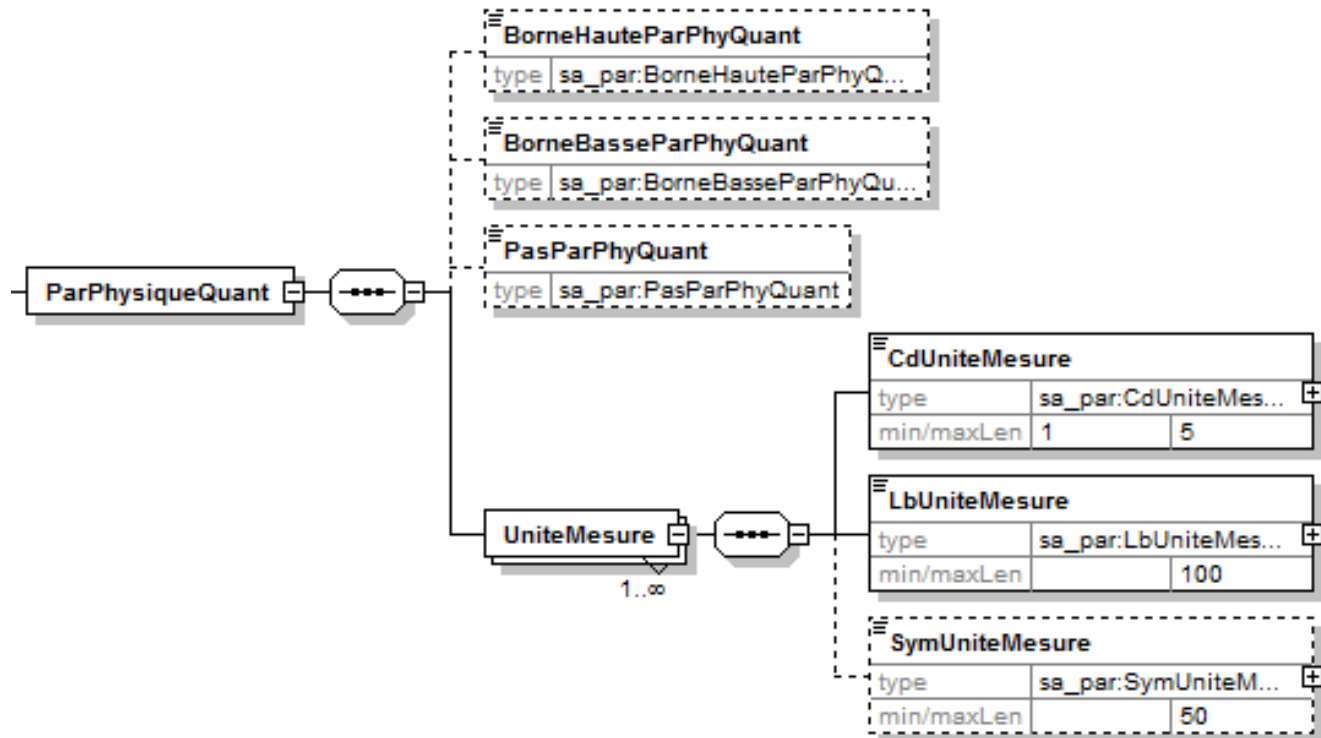 BorneHauteParPhyQuant
type sa_par:BorneHauteParPhyQ...
BorneBasseParPhyQuant
type sa_par:BorneBasseParPhyQu...
PasParPhyQuant
type sa_par:PasParPhyQuant
ParPhysiqueQuant
UniteMesure
1..∞
CdUniteMesure
type sa_par:CdUniteMes...
min/maxLen 1 5
LbUniteMesure
type sa_par:LbUniteMes...
min/maxLen 100
SymUniteMesure
type sa_par:SymUniteM...
min/maxLen 50